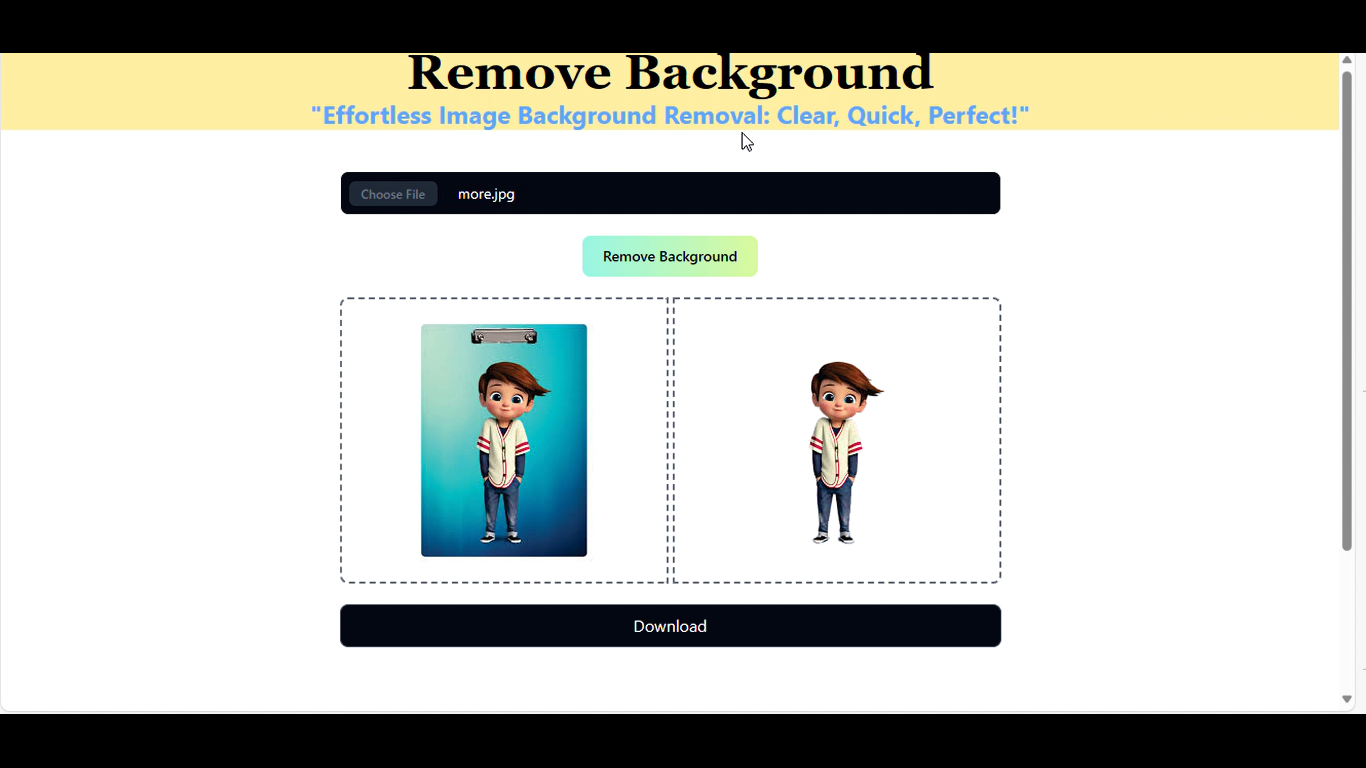 Remove Background
"Effortless Image Background Removal: Clear, Quick, Perfect!"
Choose File more.jpg
Remove Background
Download